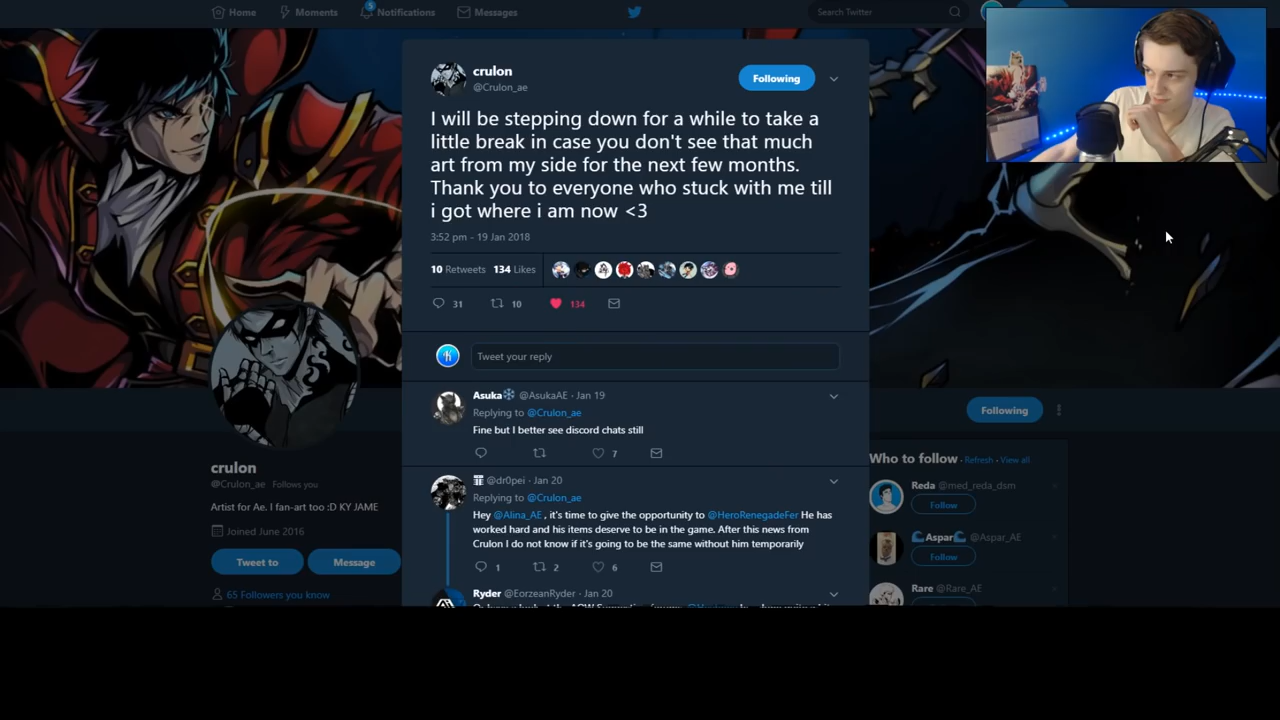 Home
Moments
5
Notifications
Messages
Search Twitter
crulon
@Crulon_ae
Following
I will be stepping down for a while to take a
little break in case you don't see that much
art from my side for the next few months.
Thank you to everyone who stuck with me till
i got where i am now <3
3:52 pm - 19 Jan 2018
10 Retweets 134 Likes
31
10
134
Tweet your reply
Asuka❄ @AsukaAE · Jan 19
Replying to @Crulon_ae
Fine but I better see discord chats still
7
@dr0pei · Jan 20
Replying to @Crulon_ae
Hey @Alina_AE , it's time to give the opportunity to @HeroRenegadeFer He has
worked hard and his items deserve to be in the game. After this news from
Crulon I do not know if it's going to be the same without him temporarily
1
2
6
Ryder @EorzeanRyder · Jan 20
crulon
@Crulon_ae Follows you
Artist for Ae. I fan-art too :D KY JAME
Joined June 2016
Tweet to
Message
65 Followers you know
Following
Who to follow · Refresh · View all
Reda @med_reda_dsm
Follow
🌊Aspar🌊 @Aspar_AE
Follow
Rare @Rare_AE